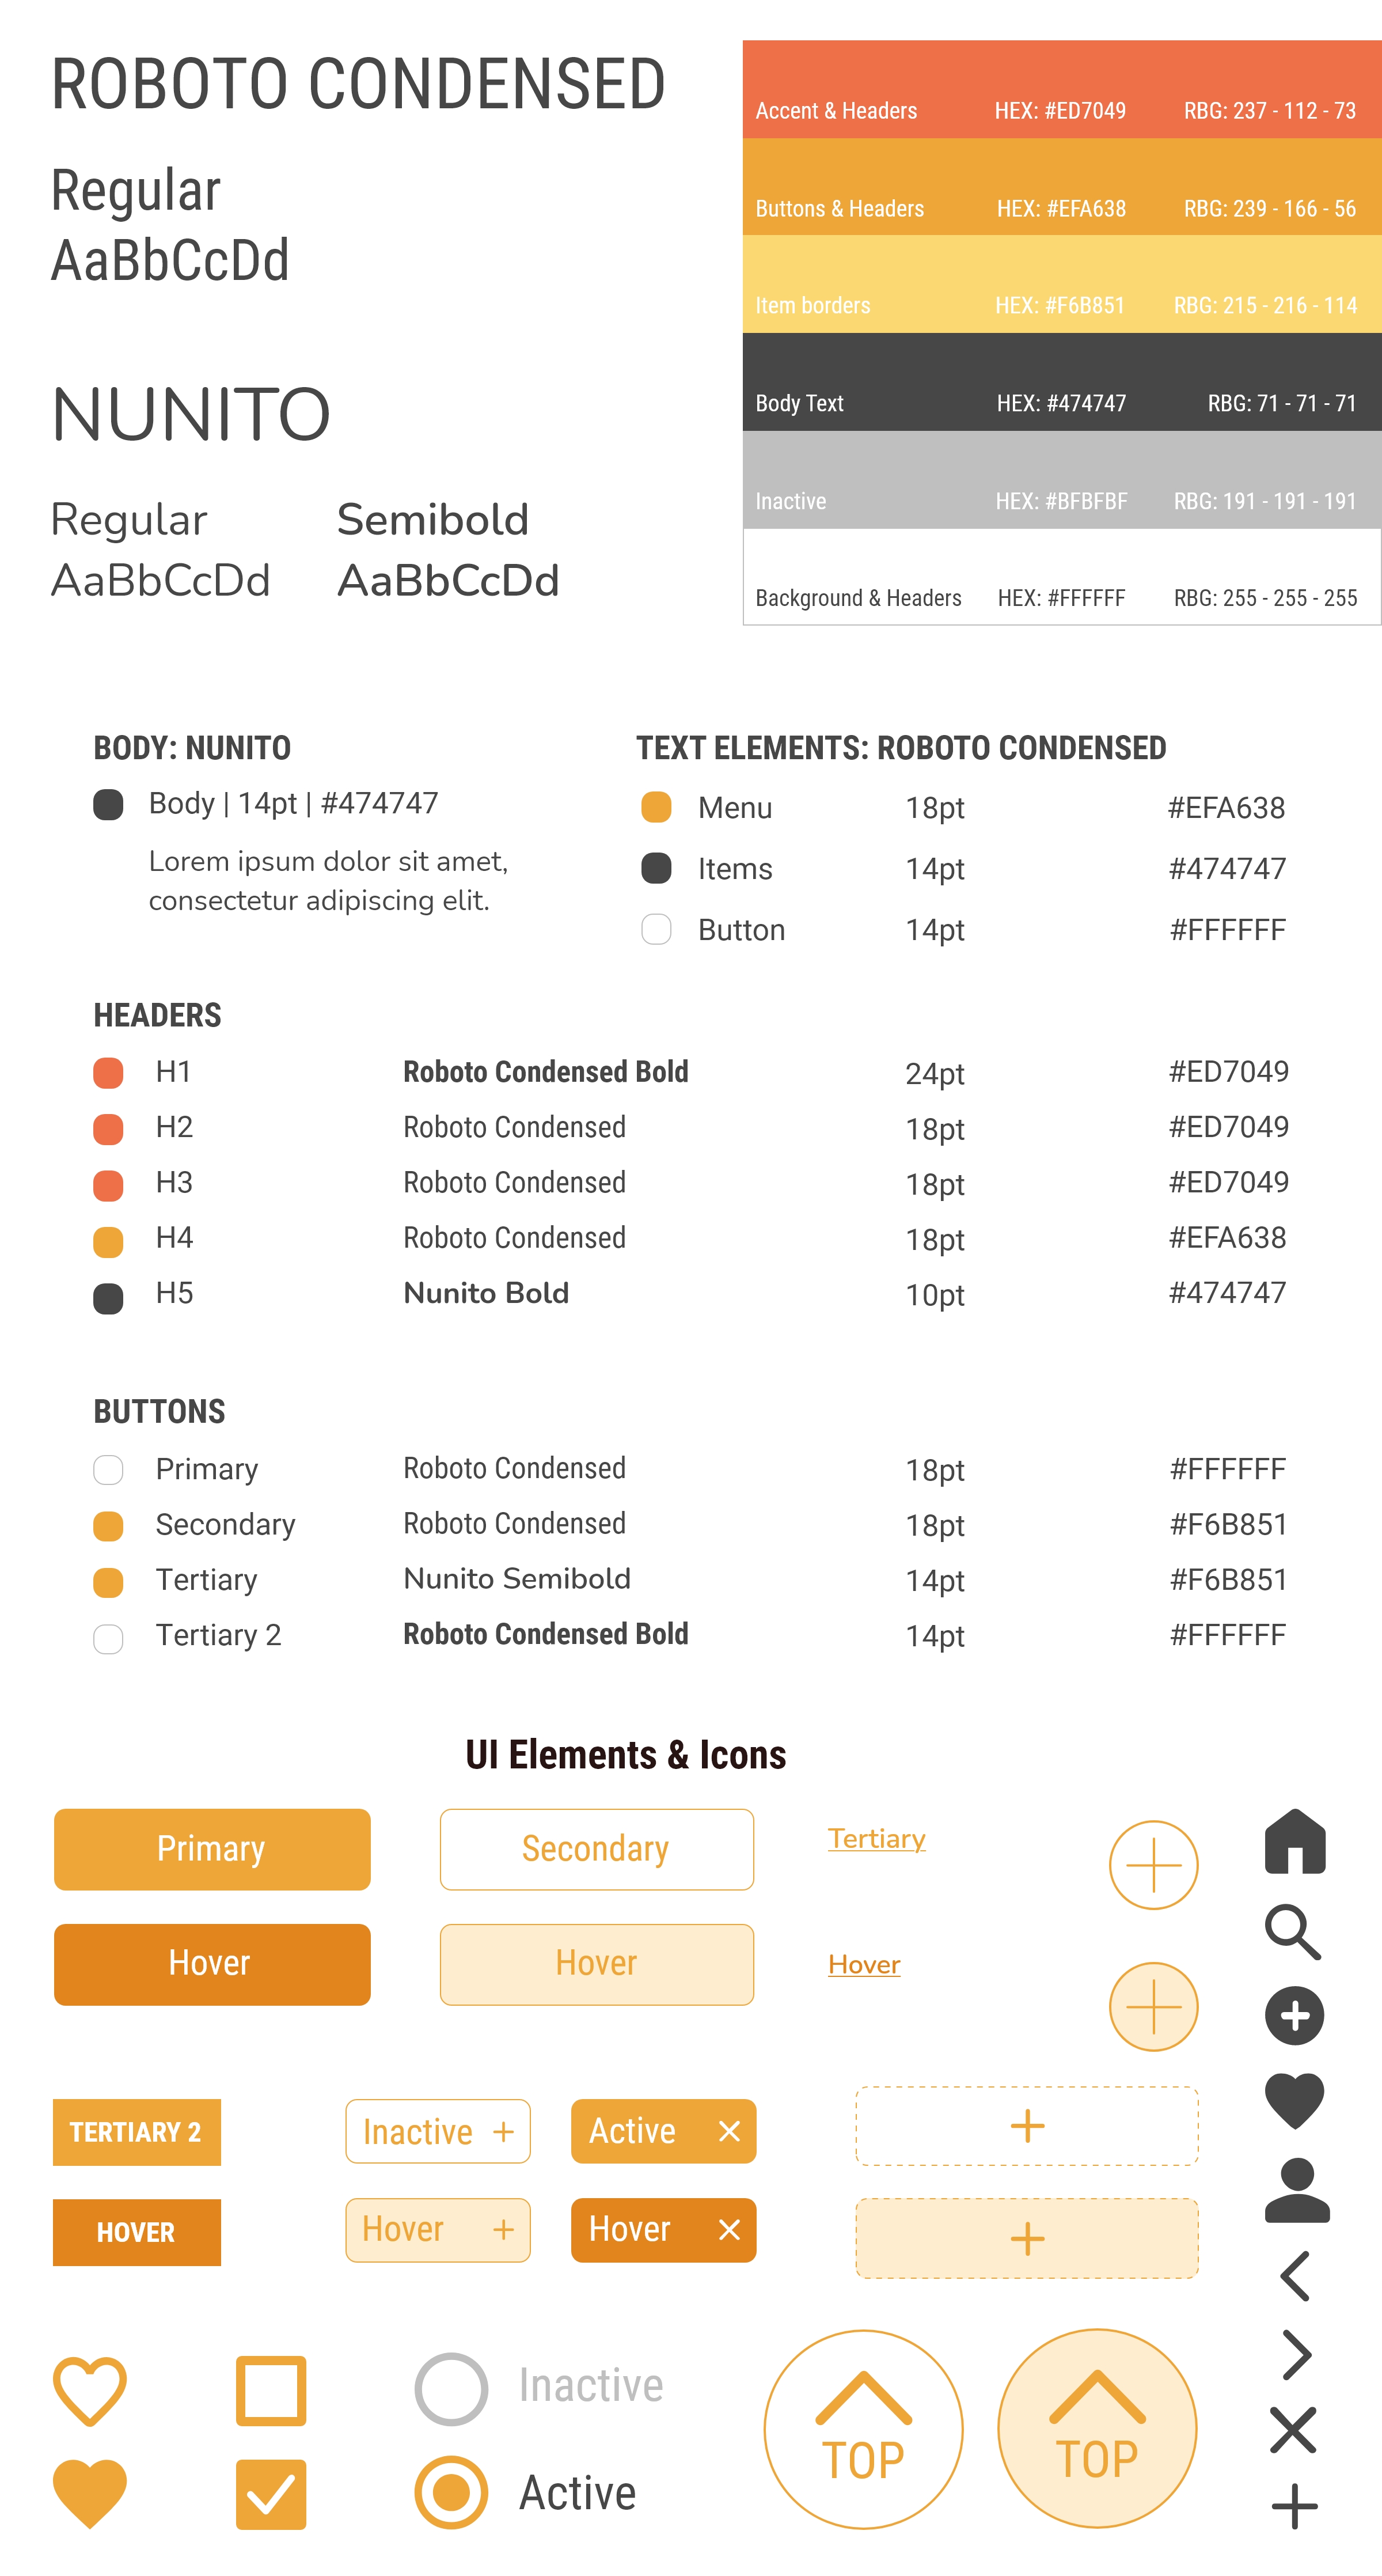 ROBOTO CONDENSED
Regular
AaBbCcDd
NUNITO
Regular
AaBbCcDd
Semibold
AaBbCcDd
Accent & Headers HEX: #ED7049 RBG: 237 - 112 - 73
Buttons & Headers HEX: #EFA638 RBG: 239 - 166 - 56
Item borders HEX: #F6B851 RBG: 215 - 216 - 114
Body Text HEX: #474747 RBG: 71 - 71 - 71
Inactive HEX: #BFBFBF RBG: 191 - 191 - 191
Background & Headers HEX: #FFFFFF RBG: 255 - 255 - 255
BODY: NUNITO
Body | 14pt | #474747
Lorem ipsum dolor sit amet,
consectetur adipiscing elit.
TEXT ELEMENTS: ROBOTO CONDENSED
Menu 18pt #EFA638
Items 14pt #474747
Button 14pt #FFFFFF
HEADERS
H1 Roboto Condensed Bold 24pt #ED7049
H2 Roboto Condensed 18pt #ED7049
H3 Roboto Condensed 18pt #ED7049
H4 Roboto Condensed 18pt #EFA638
H5 Nunito Bold 10pt #474747
BUTTONS
Primary Roboto Condensed 18pt #FFFFFF
Secondary Roboto Condensed 18pt #F6B851
Tertiary Nunito Semibold 14pt #F6B851
Tertiary 2 Roboto Condensed Bold 14pt #FFFFFF
UI Elements & Icons
Primary
Secondary
Tertiary
Hover
Hover
Hover
TERTIARY 2
Inactive
Active
HOVER
Hover
Hover
Inactive
Active
TOP
TOP